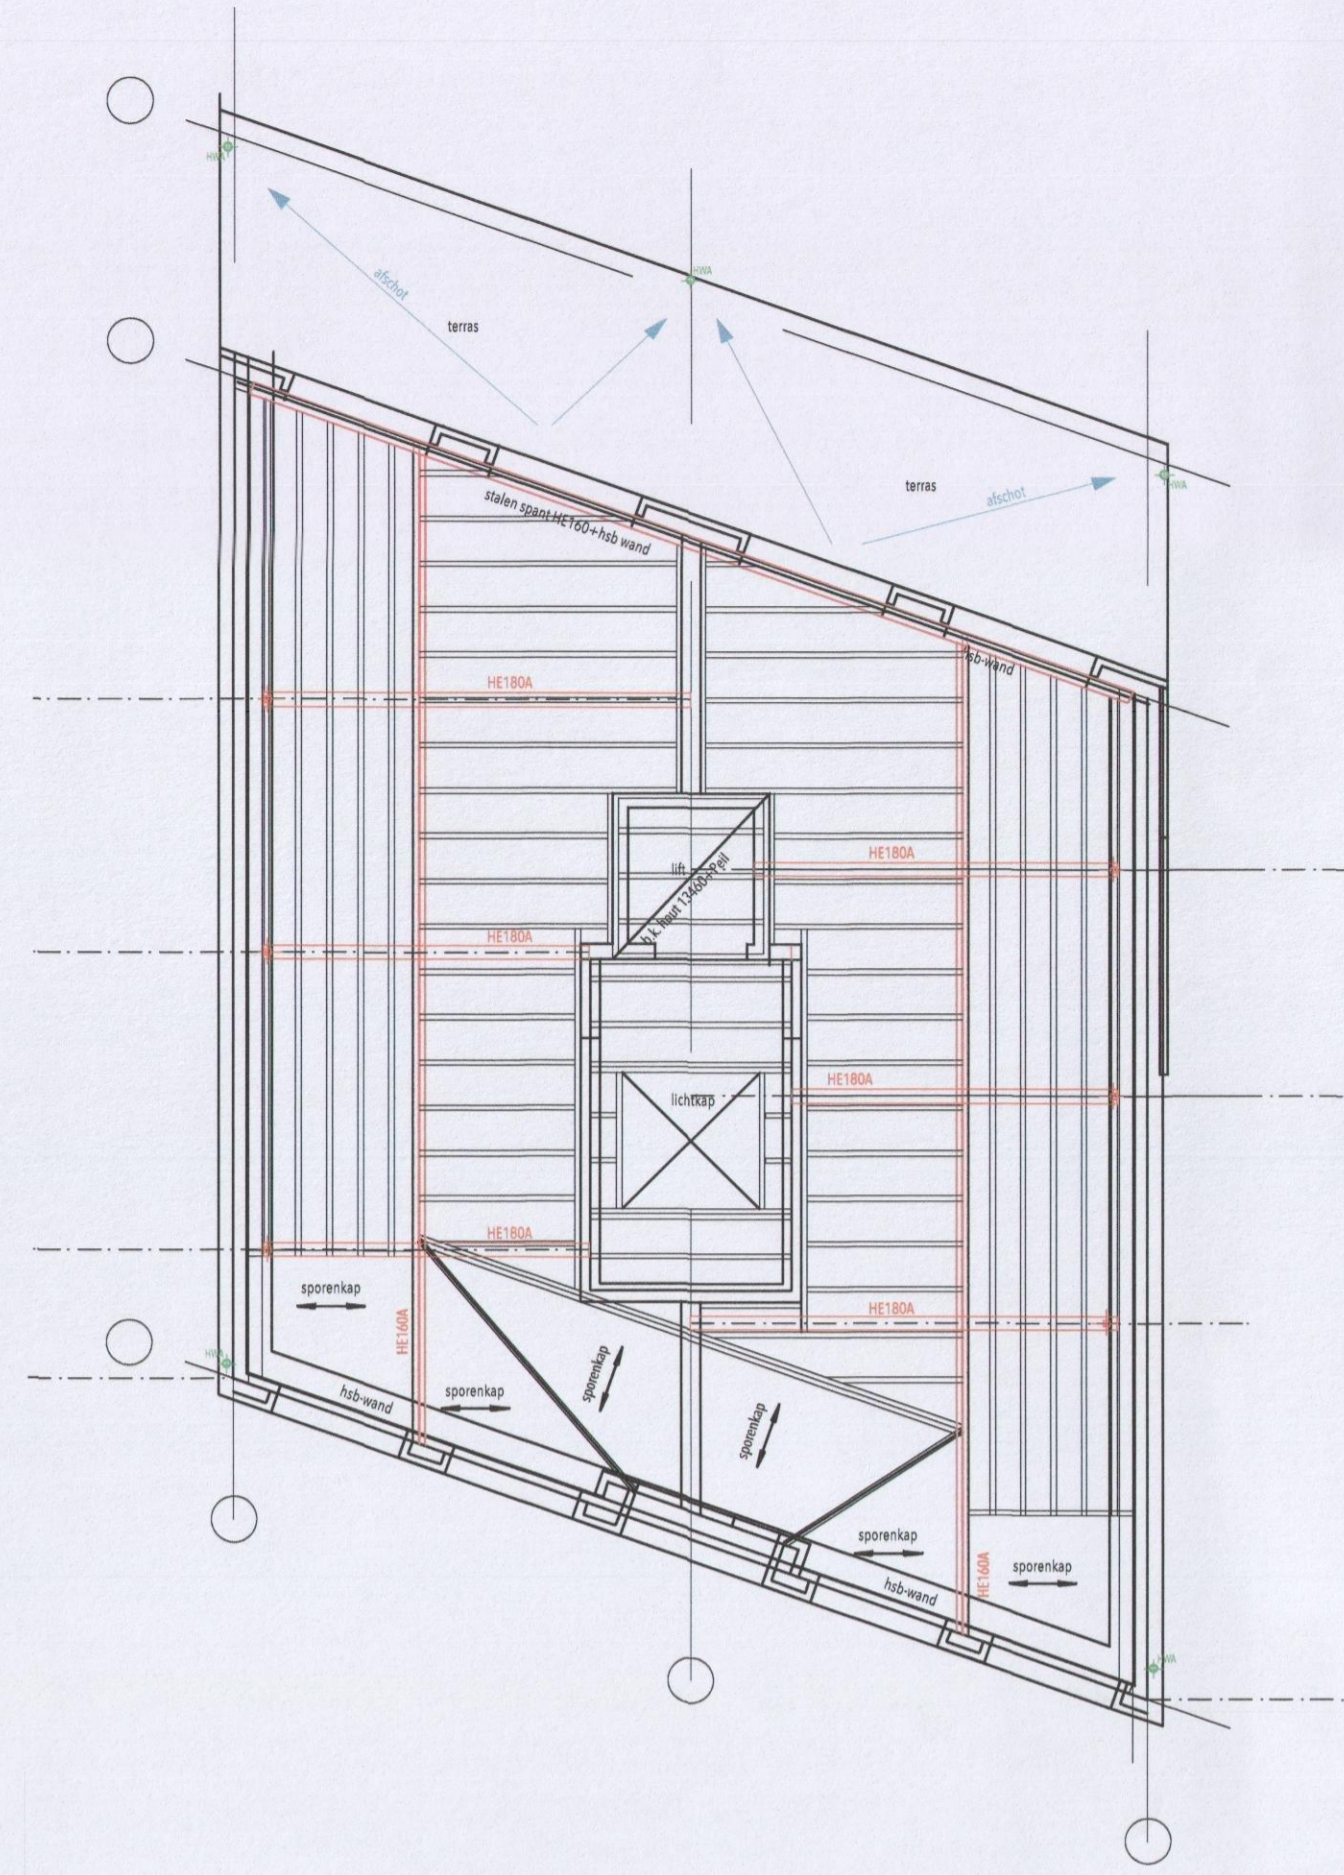 HWA
HWA
afschot
terras
HWA
terras
afschot
stalen spant HE160+hsb wand
hsb-wand
HE180A
HE180A
lift
b.k. hout 13460+Peil
HE180A
HE180A
lichtkap
HE180A
sporenkap
HE180A
HE160A
HWA
hsb-wand
sporenkap
sporenkap
sporenkap
sporenkap
HE160A
sporenkap
hsb-wand
HWA